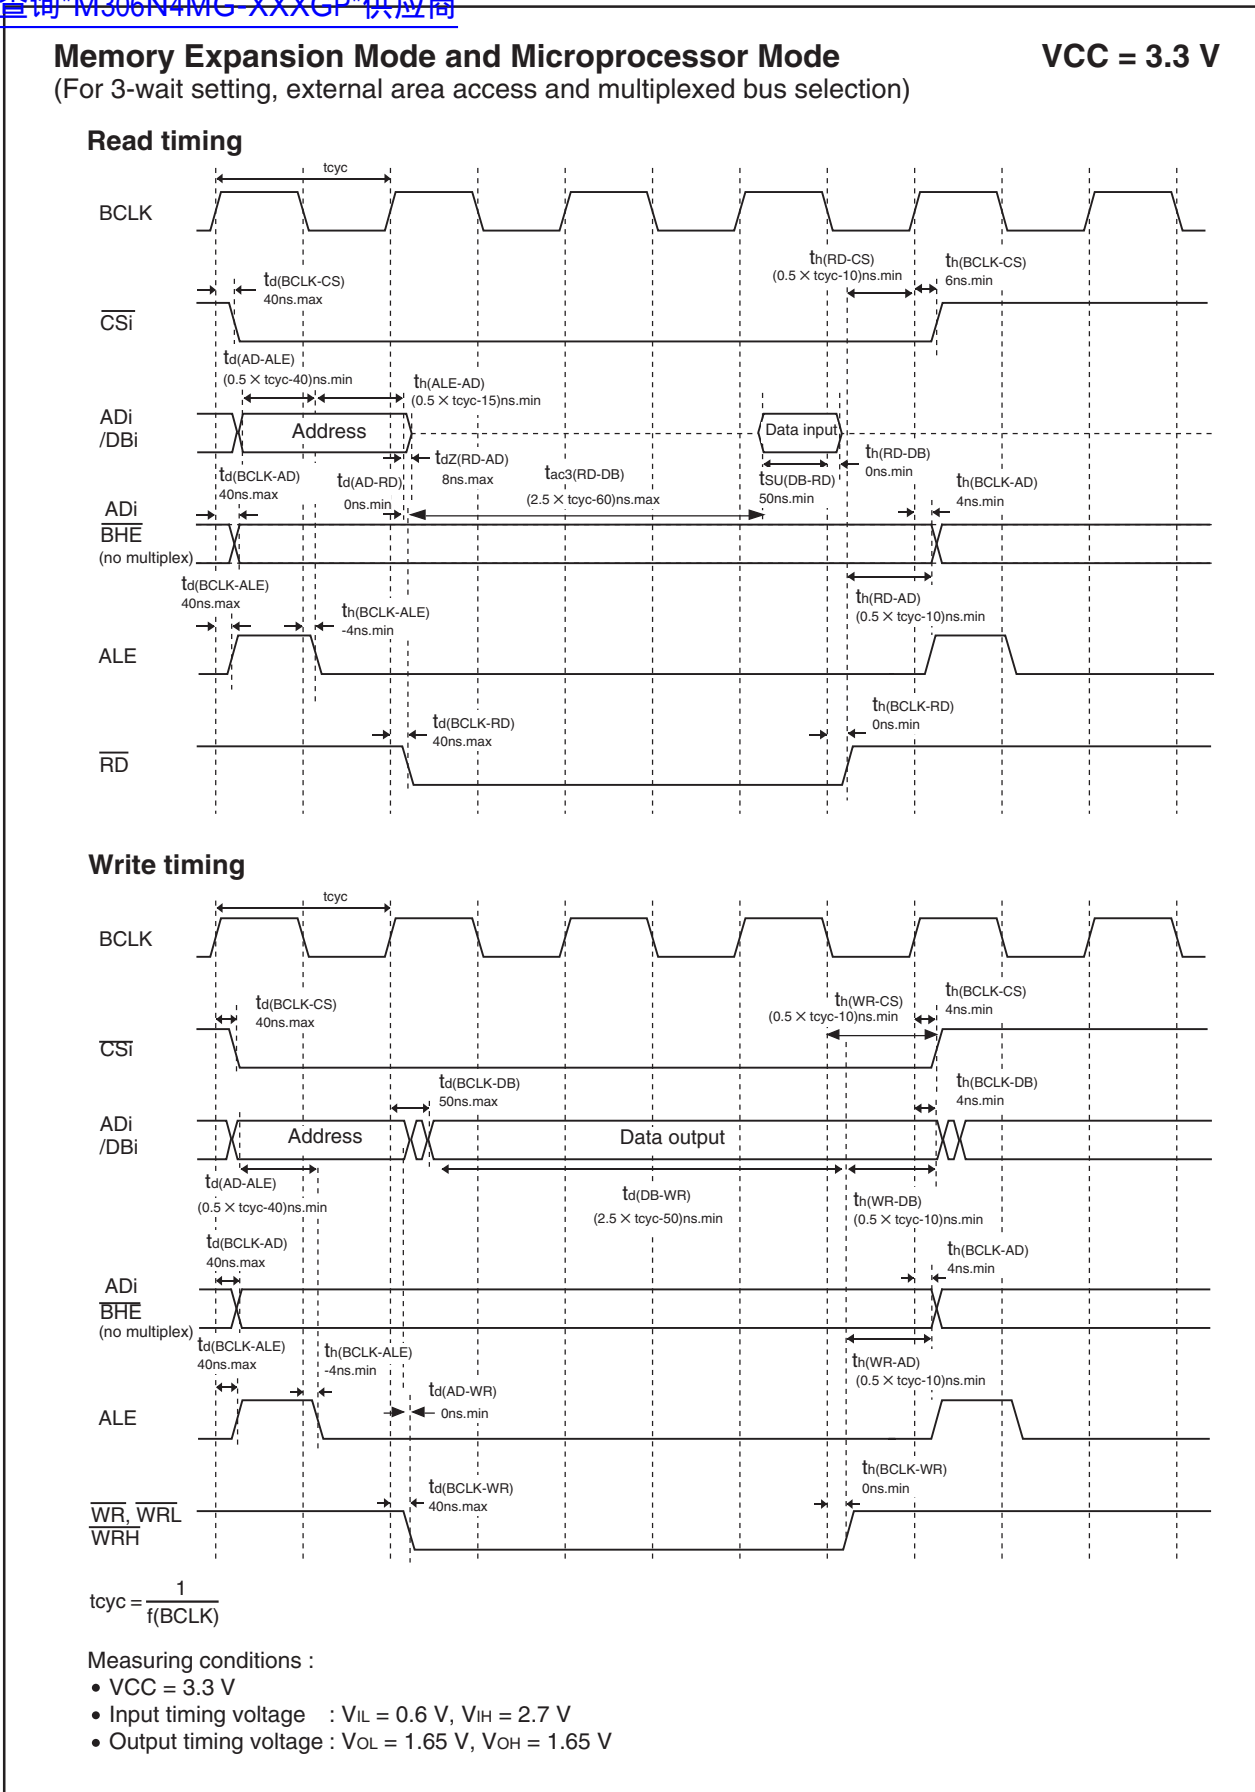 查询"M306N4MG-XXXGP"供应商
Memory Expansion Mode and Microprocessor Mode VCC = 3.3 V
(For 3-wait setting, external area access and multiplexed bus selection)
Read timing
tcyc
BCLK
td(BCLK-CS)
40ns.max
th(RD-CS)
(0.5 × tcyc-10)ns.min
th(BCLK-CS)
6ns.min
CSi
td(AD-ALE)
(0.5 × tcyc-40)ns.min
th(ALE-AD)
(0.5 × tcyc-15)ns.min
ADi
/DBi
Address
Data input
td(BCLK-AD)
40ns.max
td(AD-RD)
0ns.min
tdZ(RD-AD)
8ns.max
tac3(RD-DB)
(2.5 × tcyc-60)ns.max
tSU(DB-RD)
50ns.min
th(RD-DB)
0ns.min
th(BCLK-AD)
4ns.min
ADi
BHE
(no multiplex)
td(BCLK-ALE)
40ns.max
th(BCLK-ALE)
-4ns.min
th(RD-AD)
(0.5 × tcyc-10)ns.min
ALE
td(BCLK-RD)
40ns.max
th(BCLK-RD)
0ns.min
RD
Write timing
tcyc
BCLK
td(BCLK-CS)
40ns.max
th(WR-CS)
(0.5 × tcyc-10)ns.min
th(BCLK-CS)
4ns.min
CSi
td(BCLK-DB)
50ns.max
th(BCLK-DB)
4ns.min
ADi
/DBi
Address
Data output
td(AD-ALE)
(0.5 × tcyc-40)ns.min
td(DB-WR)
(2.5 × tcyc-50)ns.min
th(WR-DB)
(0.5 × tcyc-10)ns.min
td(BCLK-AD)
40ns.max
th(BCLK-AD)
4ns.min
ADi
BHE
(no multiplex)
td(BCLK-ALE)
40ns.max
th(BCLK-ALE)
-4ns.min
td(AD-WR)
0ns.min
th(WR-AD)
(0.5 × tcyc-10)ns.min
ALE
td(BCLK-WR)
40ns.max
th(BCLK-WR)
0ns.min
WR, WRL
WRH
tcyc = 1
f(BCLK)
Measuring conditions :
• VCC = 3.3 V
• Input timing voltage : VIL = 0.6 V, VIH = 2.7 V
• Output timing voltage : VOL = 1.65 V, VOH = 1.65 V